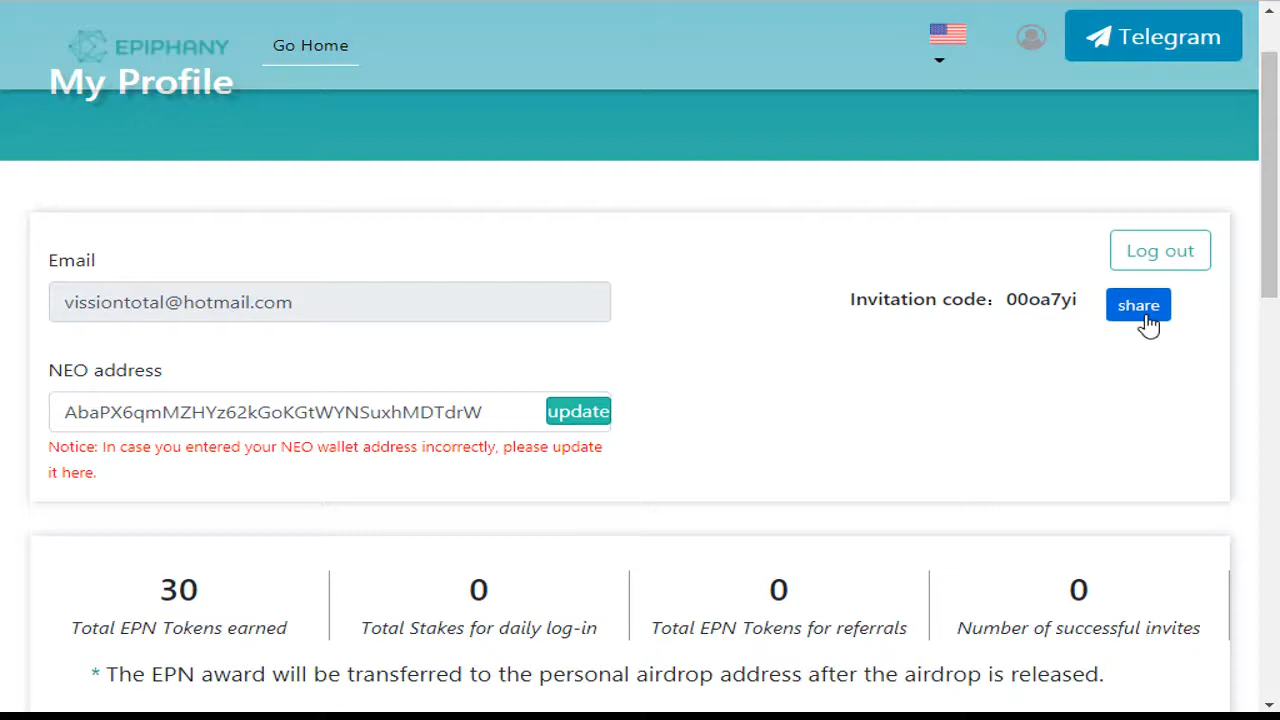 EPIPHANY
Go Home
Telegram
My Profile
Log out
Email
vissiontotal@hotmail.com
Invitation code: 00oa7yi
share
NEO address
AbaPX6qmMZHYz62kGoKGtWYNSuxhMDTdrW
update
Notice: In case you entered your NEO wallet address incorrectly, please update
it here.
30
Total EPN Tokens earned
0
Total Stakes for daily log-in
0
Total EPN Tokens for referrals
0
Number of successful invites
* The EPN award will be transferred to the personal airdrop address after the airdrop is released.